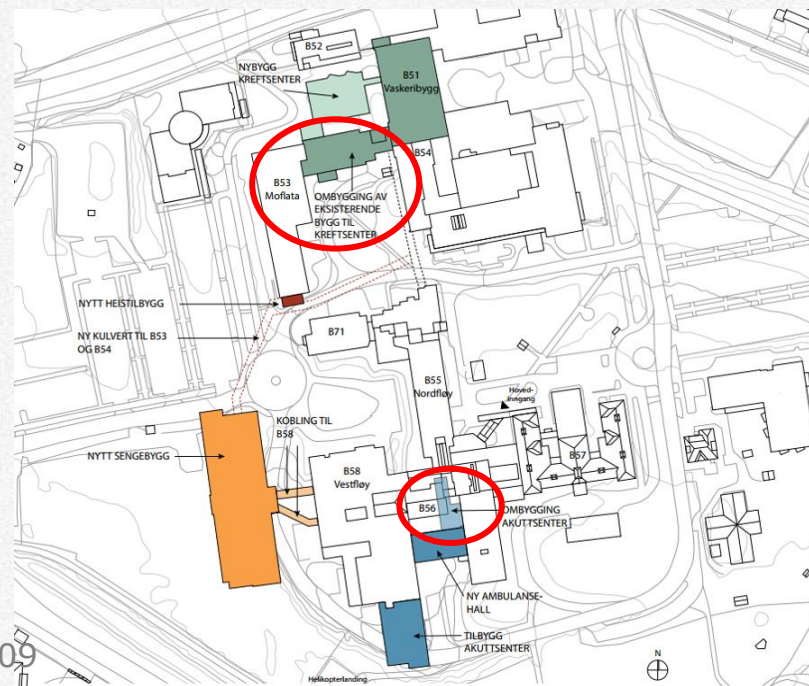 B52
NYBYGG
KREFTSENTER
B51
Vaskeribygg
B54
B53
Moflata
OMBYGGING AV
EKSISTERENDE
BYGG TIL
KREFTSENTER
NYTT HEISTILBYGG
NY KULVERT TIL B53
OG B54
B71
B55
Nordfløy
Hoved-
inngang
KOBLING TIL
B58
NYTT SENGEBYGG
B58
Vestfløy
B57
B56
OMBYGGING
AKUTTSENTER
NY AMBULANSE-
HALL
TILBYGG
AKUTTSENTER
09
Helikopterlanding
N